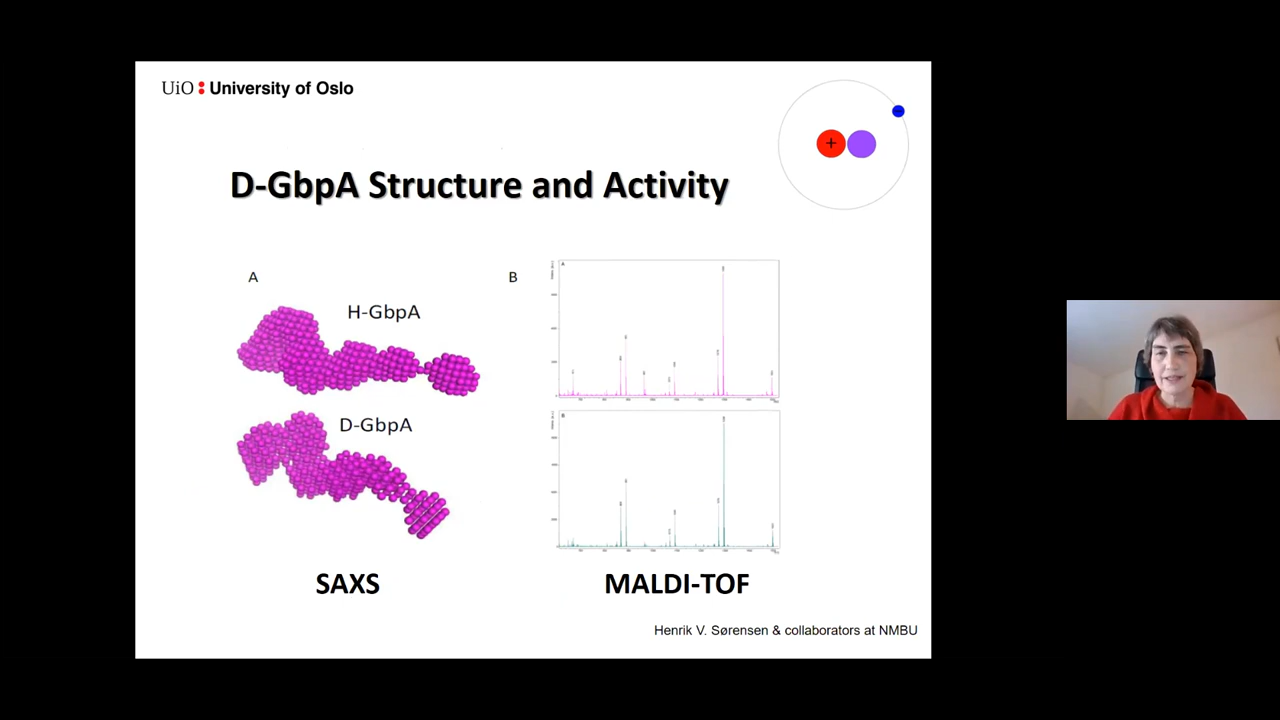 UiO : University of Oslo
+
D-GbpA Structure and Activity
A
B
H-GbpA
D-GbpA
A
B
SAXS
MALDI-TOF
Henrik V. Sørensen & collaborators at NMBU